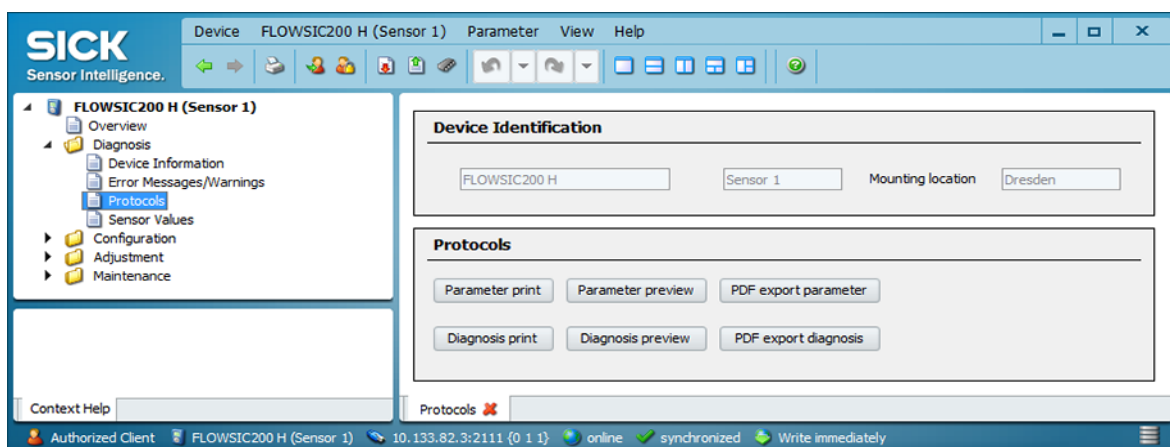 SICK
Sensor Intelligence.
Device FLOWSIC200 H (Sensor 1) Parameter View Help
FLOWSIC200 H (Sensor 1)
Overview
Diagnosis
Device Information
Error Messages/Warnings
Protocols
Sensor Values
Configuration
Adjustment
Maintenance
Context Help
Device Identification
FLOWSIC200 H Sensor 1 Mounting location Dresden
Protocols
Parameter print Parameter preview PDF export parameter
Diagnosis print Diagnosis preview PDF export diagnosis
Protocols
Authorized Client FLOWSIC200 H (Sensor 1) 10.133.82.3:2111 {0 1 1} online synchronized Write immediately